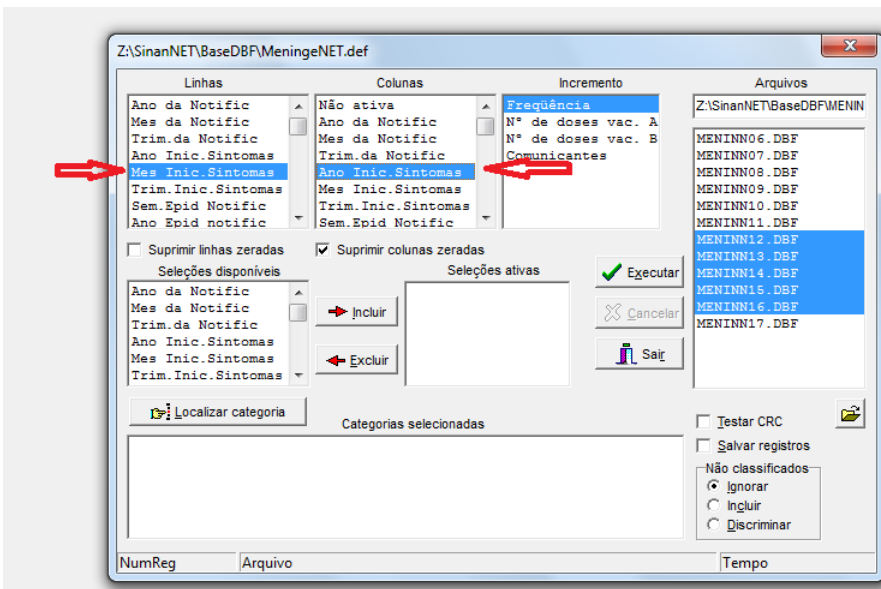 Z:\SinanNET\BaseDBF\MeningeNET.def
Linhas
Ano da Notific
Mes da Notific
Trim.da Notific
Ano Inic.Sintomas
Mes Inic.Sintomas
Trim.Inic.Sintomas
Sem.Epid Notific
Ano Epid notific
Suprimir linhas zeradas
Colunas
Não ativa
Ano da Notific
Mes da Notific
Trim.da Notific
Ano Inic.Sintomas
Mes Inic.Sintomas
Trim.Inic.Sintomas
Sem.Epid Notific
Suprimir colunas zeradas
Incremento
Freqüência
Nº de doses vac. A
Nº de doses vac. B
Comunicantes
Arquivos
Z:\SinanNET\BaseDBF\MENIN
MENINN06.DBF
MENINN07.DBF
MENINN08.DBF
MENINN09.DBF
MENINN10.DBF
MENINN11.DBF
MENINN12.DBF
MENINN13.DBF
MENINN14.DBF
MENINN15.DBF
MENINN16.DBF
MENINN17.DBF
Seleções disponíveis
Ano da Notific
Mes da Notific
Trim.da Notific
Ano Inic.Sintomas
Mes Inic.Sintomas
Trim.Inic.Sintomas
Incluir
Excluir
Seleções ativas
Executar
Cancelar
Sair
Localizar categoria
Categorias selecionadas
Testar CRC
Salvar registros
Não classificados
Ignorar
Incluir
Discriminar
NumReg
Arquivo
Tempo